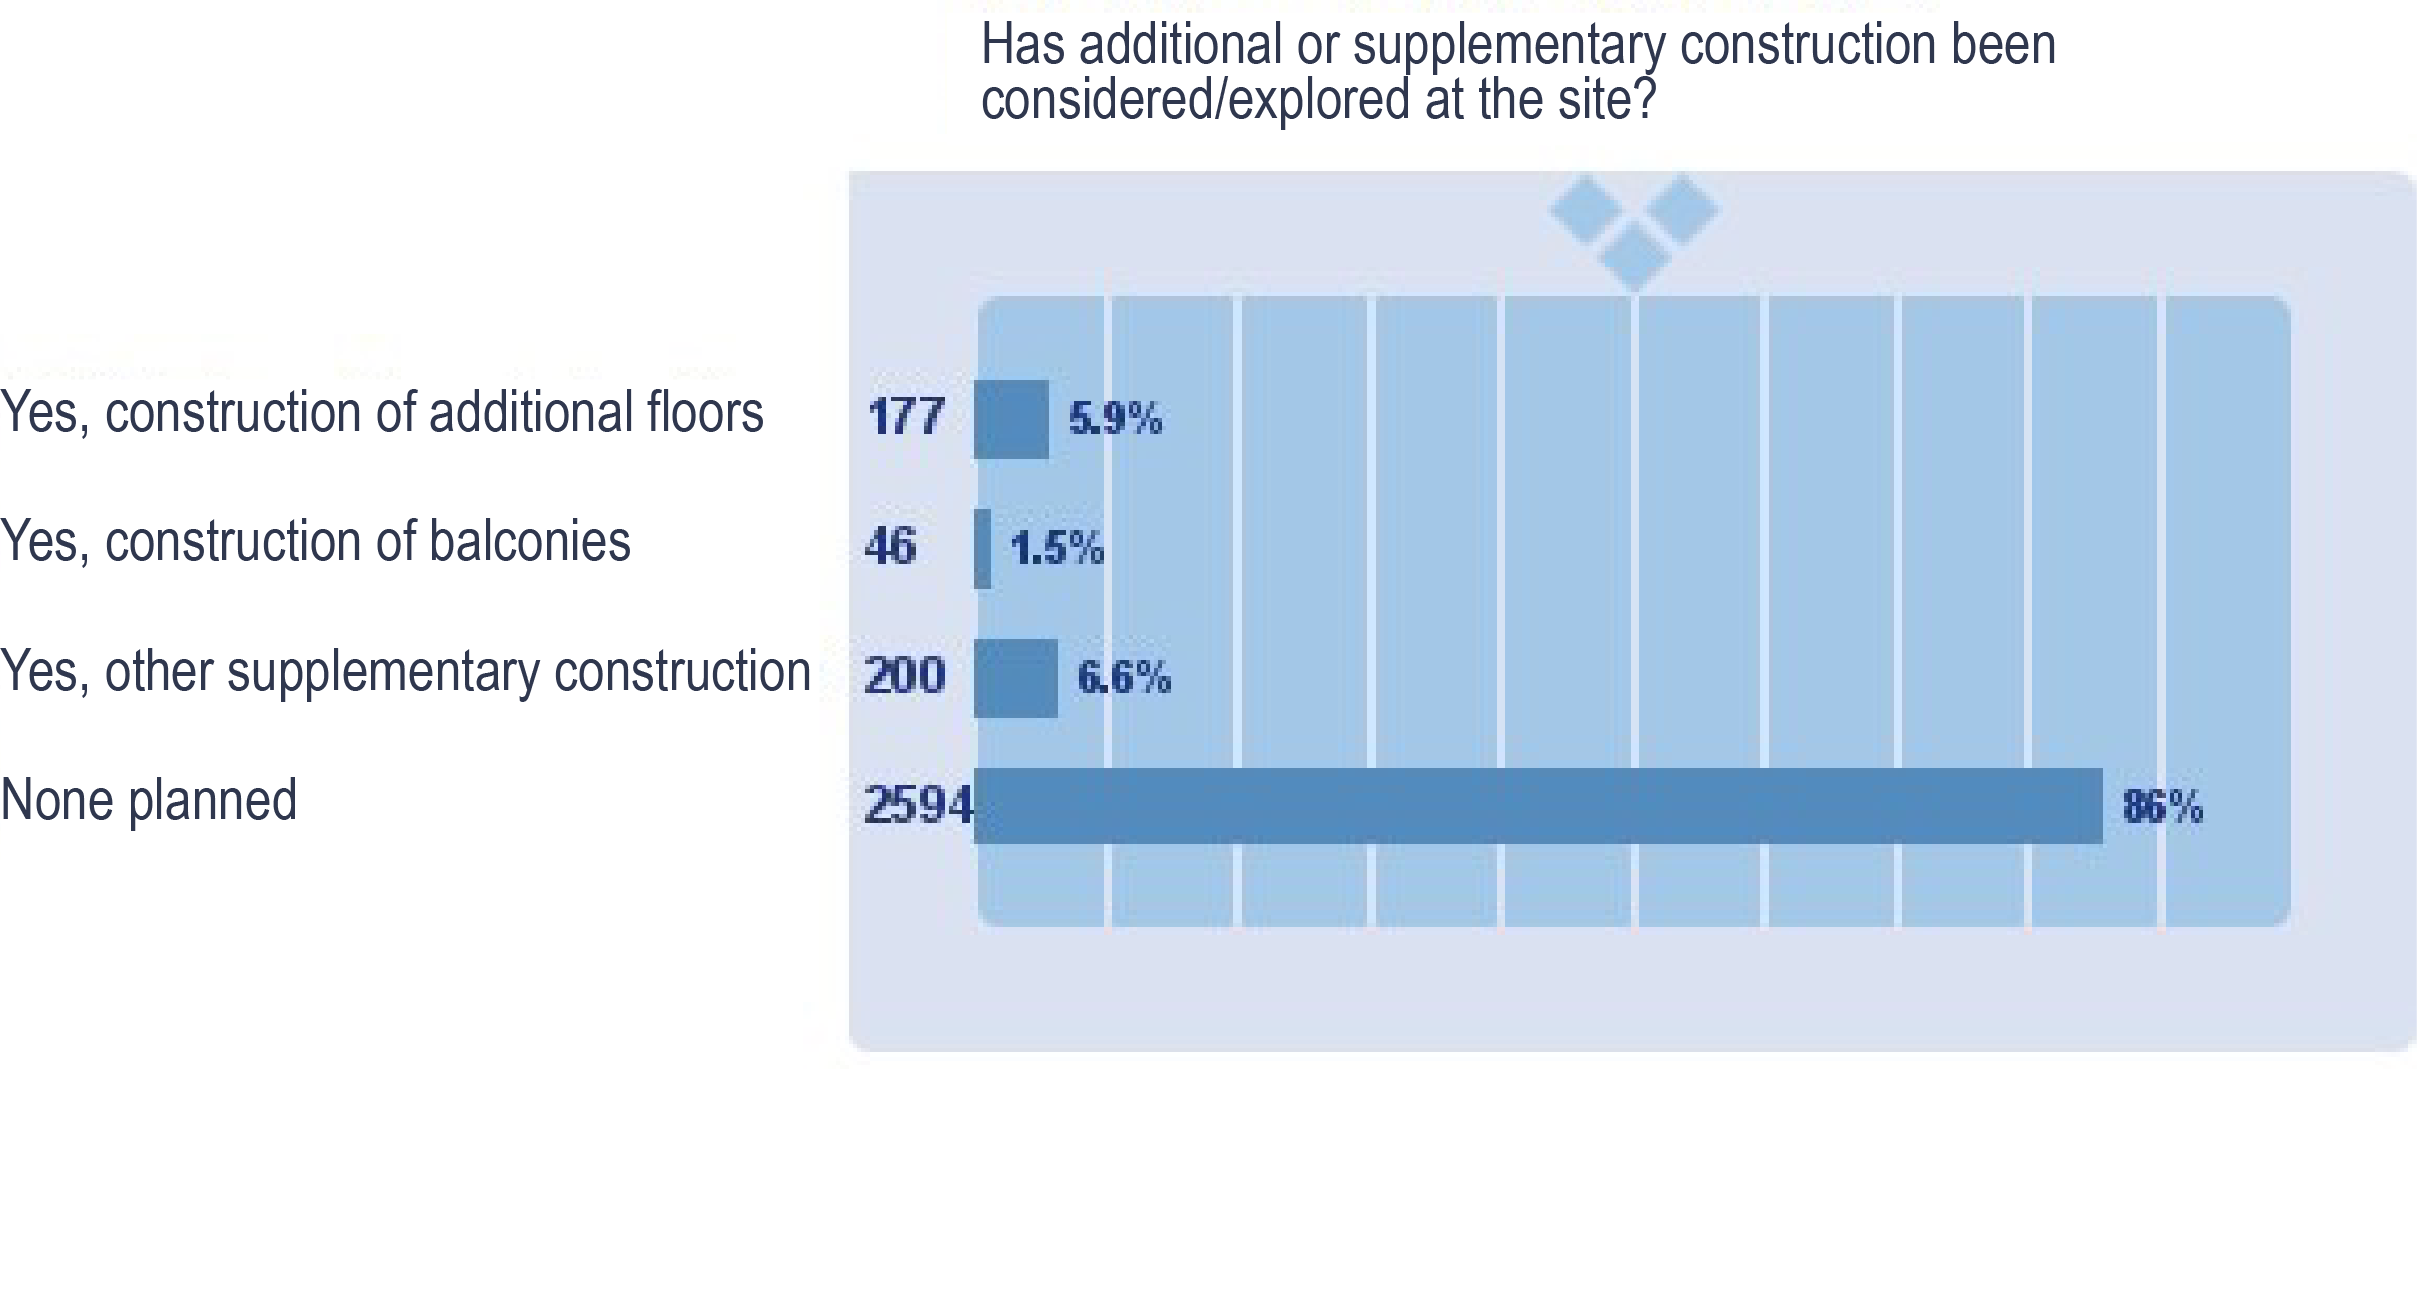 Has additional or supplementary construction been
considered/explored at the site?
Yes, construction of additional floors 177 5.9%
Yes, construction of balconies 46 1.5%
Yes, other supplementary construction 200 6.6%
None planned 2594 86%